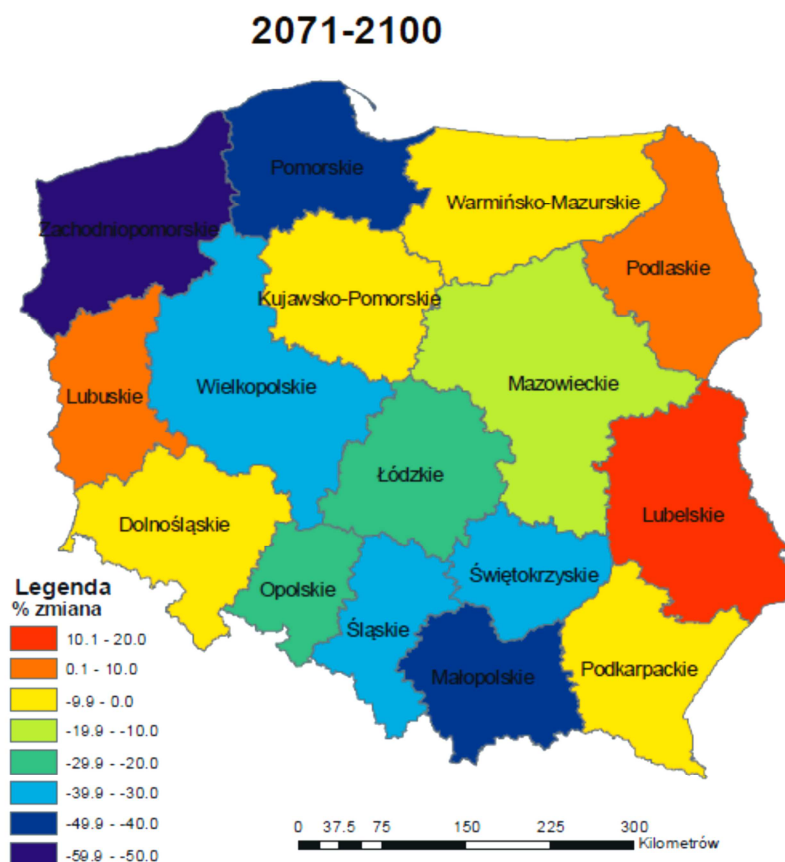 2071-2100
Pomorskie
Warmińsko-Mazurskie
Zachodniopomorskie
Podlaskie
Kujawsko-Pomorskie
Wielkopolskie
Mazowieckie
Lubuskie
Łódzkie
Lubelskie
Dolnośląskie
Świętokrzyskie
Opolskie
Śląskie
Podkarpackie
Małopolskie
Legenda
% zmiana
10.1 - 20.0
0.1 - 10.0
-9.9 - 0.0
-19.9 - -10.0
-29.9 - -20.0
-39.9 - -30.0
-49.9 - -40.0
-59.9 - -50.0
0 37.5 75 150 225 300
Kilometrów